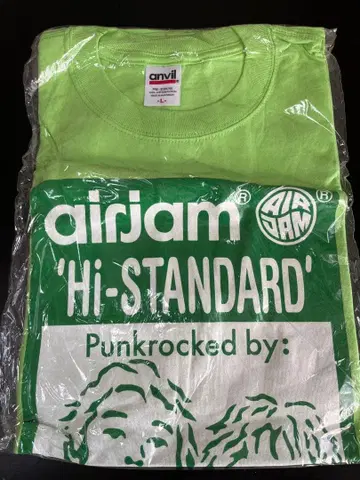 anvil
L
airjam®
AIR
JAM
®
'Hi-STANDARD'
Punkrocked by: